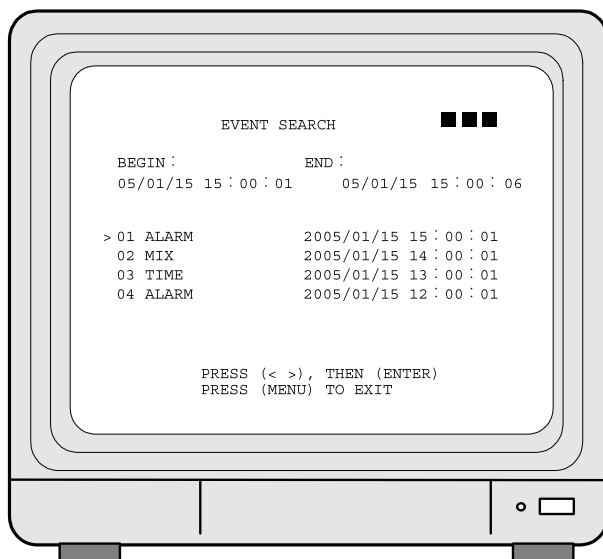 EVENT SEARCH
BEGIN: END:
05/01/15 15:00:01 05/01/15 15:00:06
> 01 ALARM 2005/01/15 15:00:01
02 MIX 2005/01/15 14:00:01
03 TIME 2005/01/15 13:00:01
04 ALARM 2005/01/15 12:00:01
PRESS (< >), THEN (ENTER)
PRESS (MENU) TO EXIT